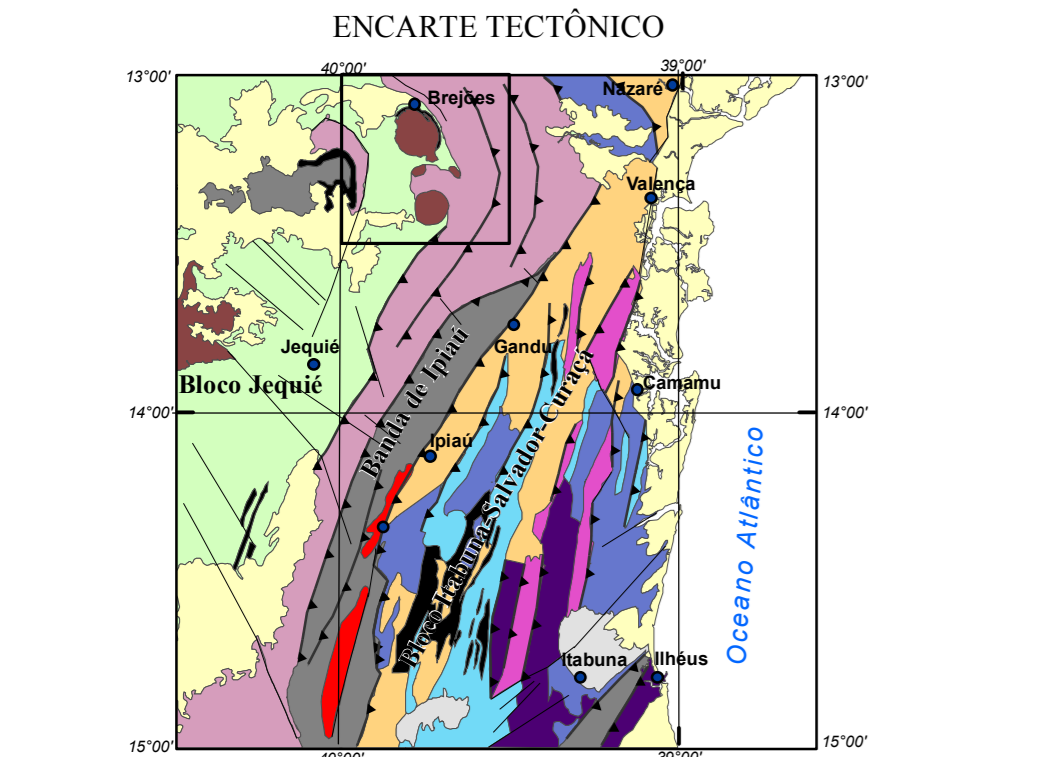 ENCARTE TECTÔNICO
40°00'
39°00'
13°00'
13°00'
Nazaré
Brejões
Valença
Gandu
Jequié
Bloco Jequié
Camamu
14°00'
14°00'
Banda de Ipiaú
Ipiaú
Bloco Itabuna-Salvador-Curaçá
Oceano Atlântico
Itabuna
Ilhéus
15°00'
15°00'
40°00'
39°00'